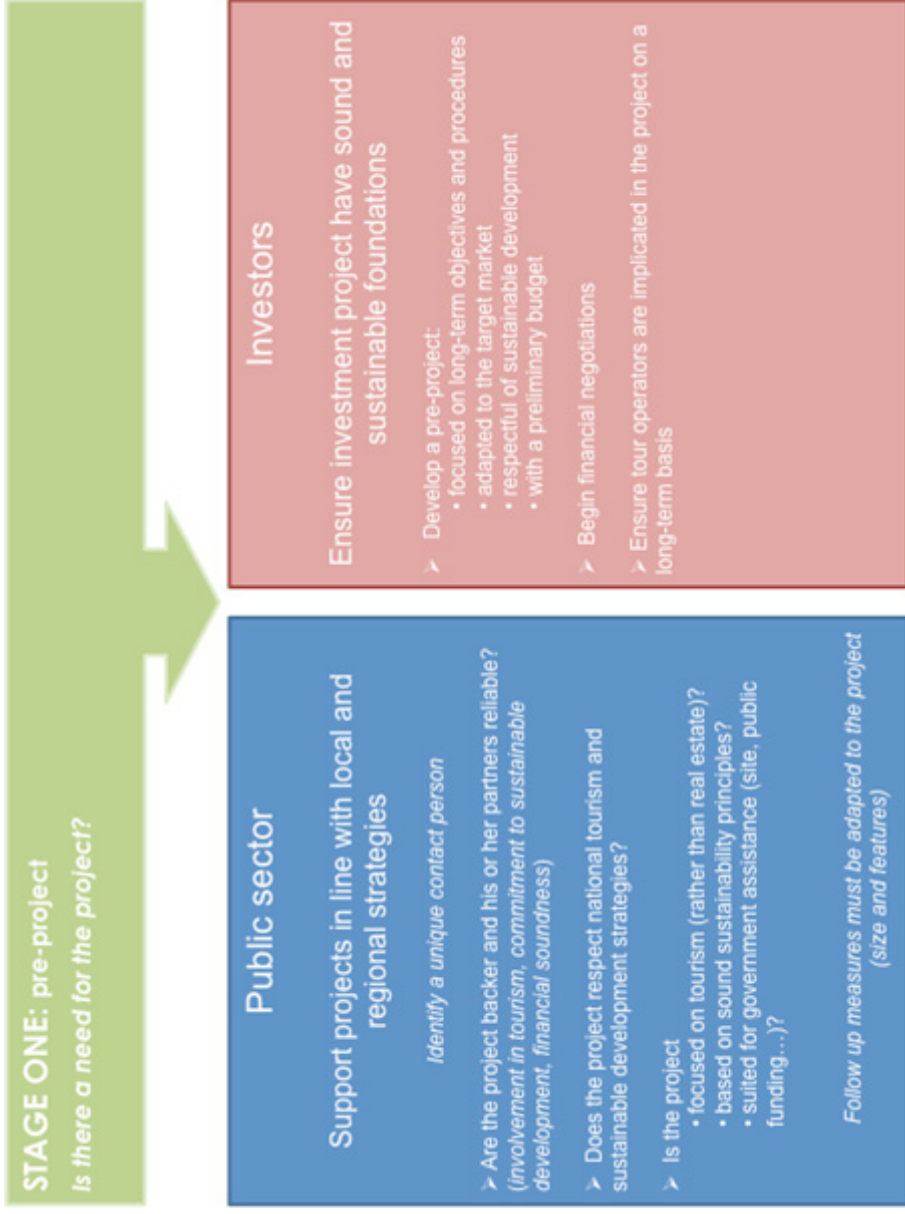 STAGE ONE: pre-project
Is there a need for the project?
Public sector
Support projects in line with local and
regional strategies
Identify a unique contact person
➢ Are the project backer and his or her partners reliable?
(involvement in tourism, commitment to sustainable
development, financial soundness)
➢ Does the project respect national tourism and
sustainable development strategies?
➢ Is the project
• focused on tourism (rather than real estate)?
• based on sound sustainability principles?
• suited for government assistance (site, public
funding…)?
Follow up measures must be adapted to the project
(size and features)
Investors
Ensure investment project have sound and
sustainable foundations
➢ Develop a pre-project:
• focused on long-term objectives and procedures
• adapted to the target market
• respectful of sustainable development
• with a preliminary budget
➢ Begin financial negotiations
➢ Ensure tour operators are implicated in the project on a
long-term basis